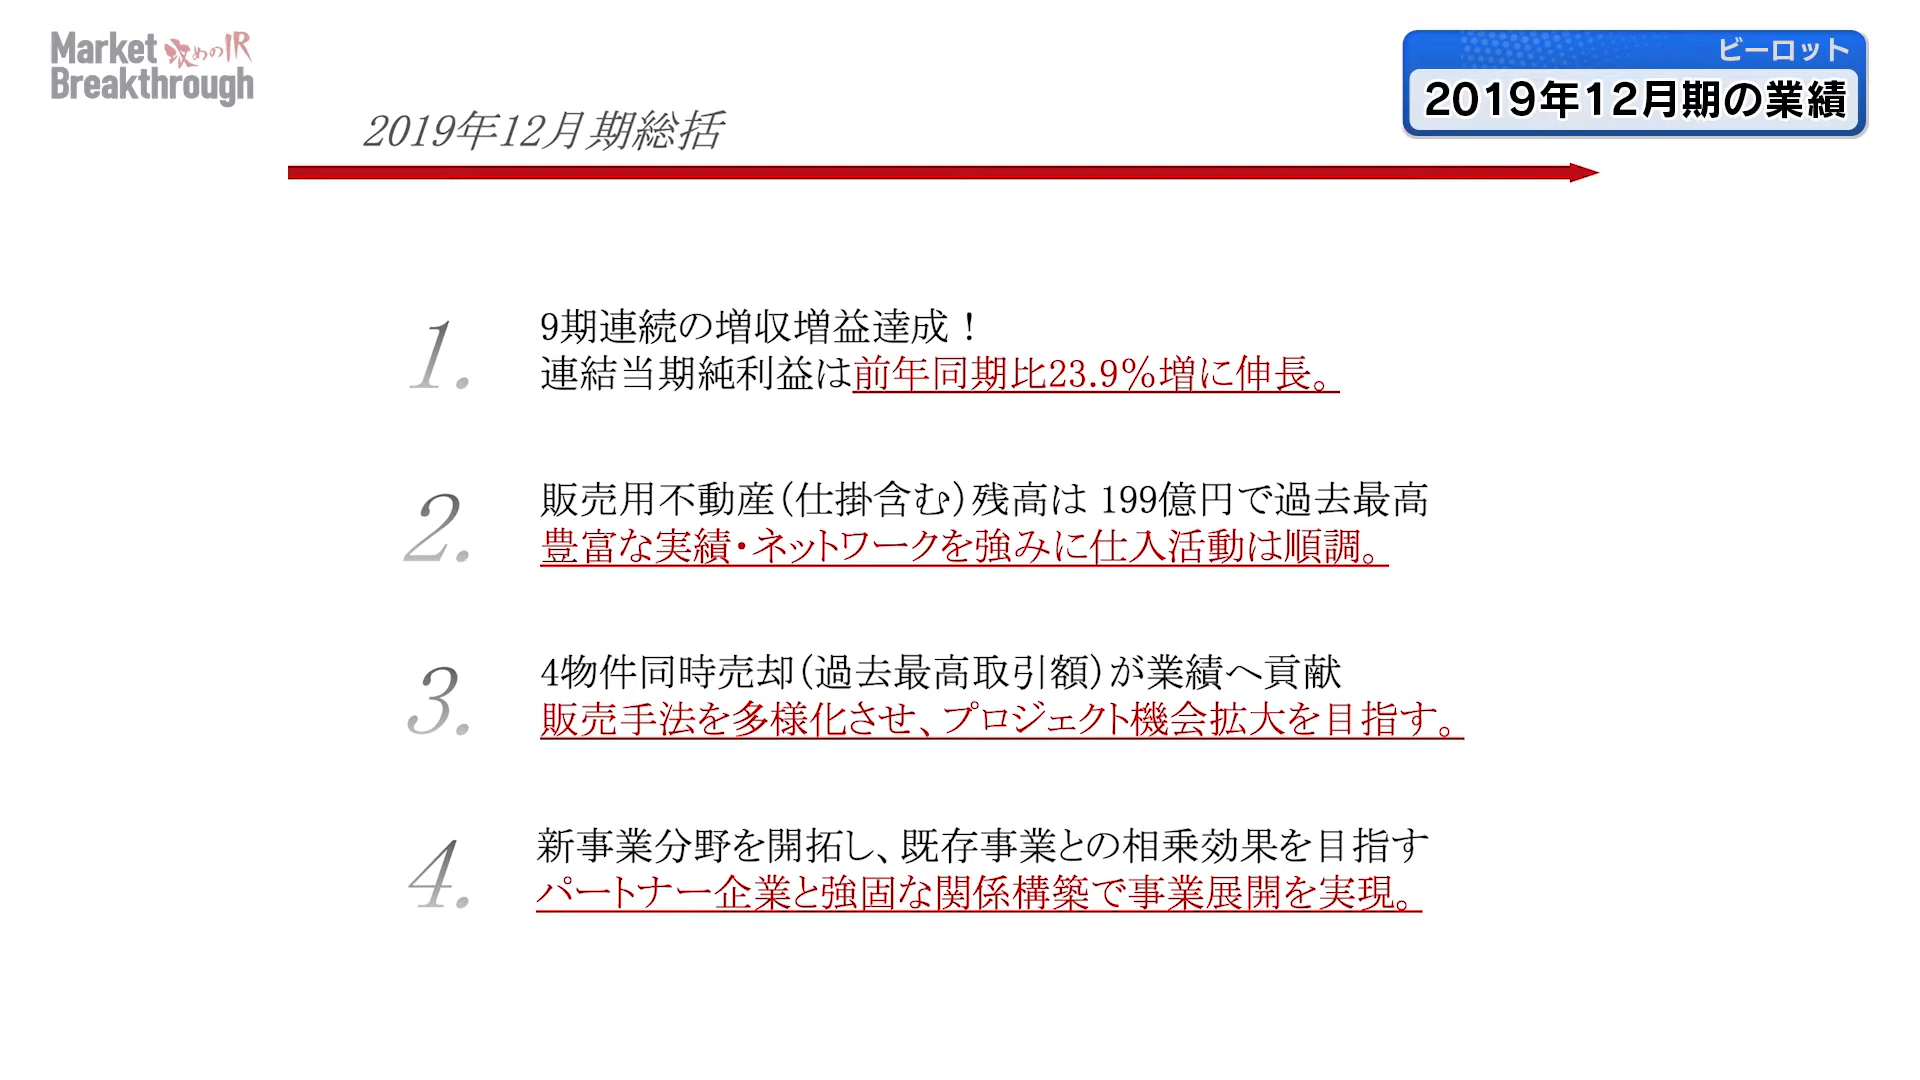 Market 攻めのIR
Breakthrough
ビーロット
2019年12月期の業績
2019年12月期総括
1.
9期連続の増収増益達成！
連結当期純利益は前年同期比23.9％増に伸長。
2.
販売用不動産（仕掛含む）残高は 199億円で過去最高
豊富な実績・ネットワークを強みに仕入活動は順調。
3.
4物件同時売却（過去最高取引額）が業績へ貢献
販売手法を多様化させ、プロジェクト機会拡大を目指す。
4.
新事業分野を開拓し、既存事業との相乗効果を目指す
パートナー企業と強固な関係構築で事業展開を実現。